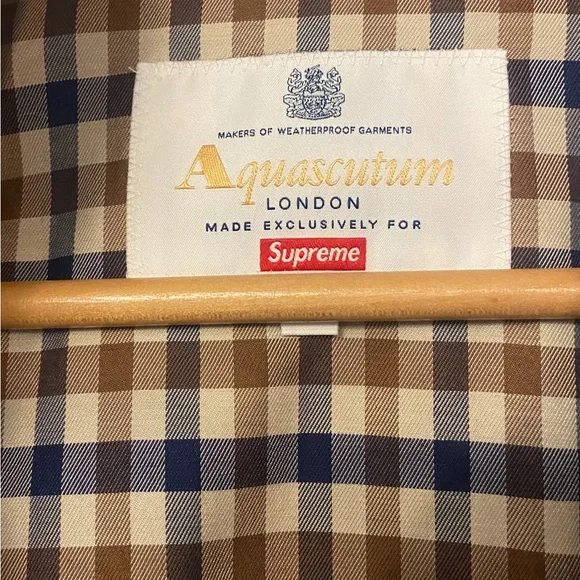 MAKERS OF WEATHERPROOF GARMENTS
Aquascutum
LONDON
MADE EXCLUSIVELY FOR
Supreme